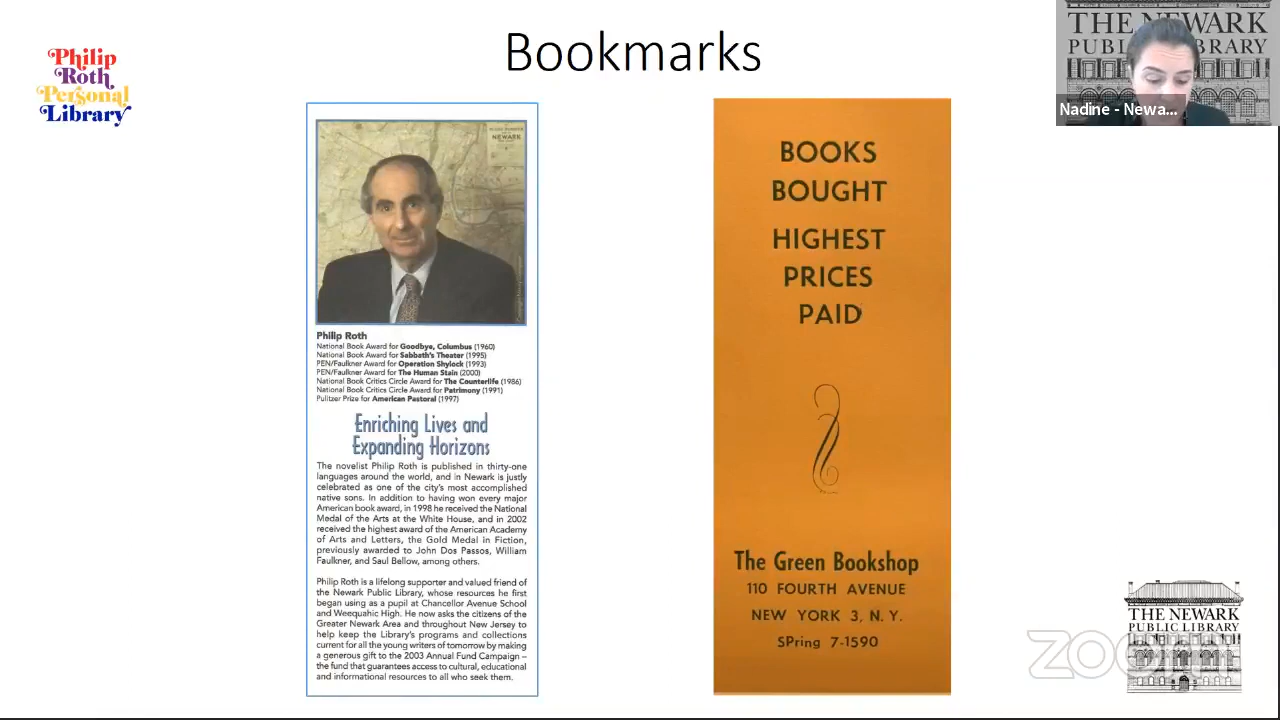 Bookmarks
Philip
Roth
Personal
Library
THE NEWARK
PUBLIC LIBRARY
Nadine - Newa...
NEWARK
Philip Roth
National Book Award for Goodbye, Columbus (1960)
National Book Award for Sabbath's Theater (1995)
PEN/Faulkner Award for Operation Shylock (1993)
PEN/Faulkner Award for The Human Stain (2000)
National Book Critics Circle Award for The Counterlife (1986)
National Book Critics Circle Award for Patrimony (1991)
Pulitzer Prize for American Pastoral (1997)
Enriching Lives and
Expanding Horizons
The novelist Philip Roth is published in thirty-one
languages around the world, and in Newark is justly
celebrated as one of the city's most accomplished
native sons. In addition to having won every major
American book award, in 1998 he received the National
Medal of the Arts at the White House, and in 2002
received the highest award of the American Academy
of Arts and Letters, the Gold Medal in Fiction,
previously awarded to John Dos Passos, William
Faulkner, and Saul Bellow, among others.
Philip Roth is a lifelong supporter and valued friend of
the Newark Public Library, whose resources he first
began using as a pupil at Chancellor Avenue School
and Weequahic High. He now asks the citizens of the
Greater Newark Area and throughout New Jersey to
help keep the Library's programs and collections
current for all the young writers of tomorrow by making
a generous gift to the 2003 Annual Fund Campaign –
the fund that guarantees access to cultural, educational
and informational resources to all who seek them.
BOOKS
BOUGHT
HIGHEST
PRICES
PAID
The Green Bookshop
110 FOURTH AVENUE
NEW YORK 3, N. Y.
SPring 7-1590
THE NEWARK
PUBLIC LIBRARY
zoom